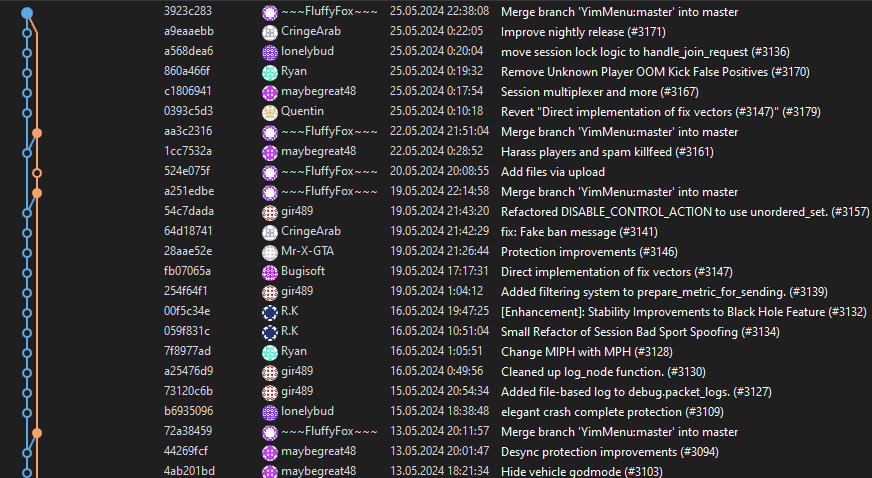 3923c283 ~~~FluffyFox~~~ 25.05.2024 22:38:08 Merge branch 'YimMenu:master' into master
a9eaaebb CringeArab 25.05.2024 0:22:05 Improve nightly release (#3171)
a568dea6 lonelybud 25.05.2024 0:20:04 move session lock logic to handle_join_request (#3136)
860a466f Ryan 25.05.2024 0:19:32 Remove Unknown Player OOM Kick False Positives (#3170)
c1806941 maybegreat48 25.05.2024 0:17:54 Session multiplexer and more (#3167)
0393c5d3 Quentin 25.05.2024 0:10:18 Revert "Direct implementation of fix vectors (#3147)" (#3179)
aa3c2316 ~~~FluffyFox~~~ 22.05.2024 21:51:04 Merge branch 'YimMenu:master' into master
1cc7532a maybegreat48 22.05.2024 0:28:52 Harass players and spam killfeed (#3161)
524e075f ~~~FluffyFox~~~ 20.05.2024 20:08:55 Add files via upload
a251edbe ~~~FluffyFox~~~ 19.05.2024 22:14:58 Merge branch 'YimMenu:master' into master
54c7dada gir489 19.05.2024 21:43:20 Refactored DISABLE_CONTROL_ACTION to use unordered_set. (#3157)
64d18741 CringeArab 19.05.2024 21:42:29 fix: Fake ban message (#3141)
28aae52e Mr-X-GTA 19.05.2024 21:26:44 Protection improvements (#3146)
fb07065a Bugisoft 19.05.2024 17:17:31 Direct implementation of fix vectors (#3147)
254f64f1 gir489 19.05.2024 1:04:12 Added filtering system to prepare_metric_for_sending. (#3139)
00f5c34e R.K 16.05.2024 19:47:25 [Enhancement]: Stability Improvements to Black Hole Feature (#3132)
059f831c R.K 16.05.2024 10:51:04 Small Refactor of Session Bad Sport Spoofing (#3134)
7f8977ad Ryan 16.05.2024 1:05:51 Change MIPH with MPH (#3128)
a25476d9 gir489 16.05.2024 0:49:56 Cleaned up log_node function. (#3130)
73120c6b gir489 15.05.2024 20:54:34 Added file-based log to debug.packet_logs. (#3127)
b6935096 lonelybud 15.05.2024 18:38:48 elegant crash complete protection (#3109)
72a38459 ~~~FluffyFox~~~ 13.05.2024 20:11:57 Merge branch 'YimMenu:master' into master
44269fcf maybegreat48 13.05.2024 20:01:47 Desync protection improvements (#3094)
4ab201bd maybegreat48 13.05.2024 18:21:34 Hide vehicle godmode (#3103)